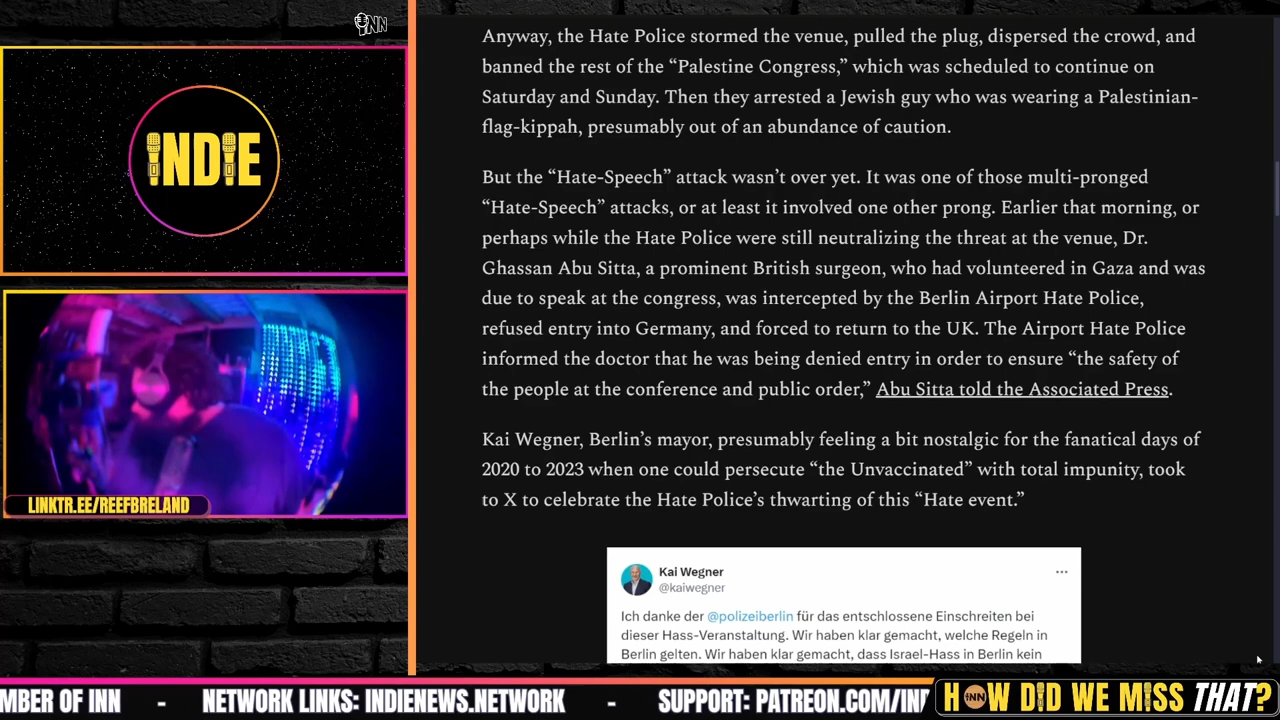 INN
INDIE
LINKTR.EE/REEFBRELAND
Anyway, the Hate Police stormed the venue, pulled the plug, dispersed the crowd, and
banned the rest of the “Palestine Congress,” which was scheduled to continue on
Saturday and Sunday. Then they arrested a Jewish guy who was wearing a Palestinian-
flag-kippah, presumably out of an abundance of caution.
But the “Hate-Speech” attack wasn’t over yet. It was one of those multi-pronged
“Hate-Speech” attacks, or at least it involved one other prong. Earlier that morning, or
perhaps while the Hate Police were still neutralizing the threat at the venue, Dr.
Ghassan Abu Sitta, a prominent British surgeon, who had volunteered in Gaza and was
due to speak at the congress, was intercepted by the Berlin Airport Hate Police,
refused entry into Germany, and forced to return to the UK. The Airport Hate Police
informed the doctor that he was being denied entry in order to ensure “the safety of
the people at the conference and public order,” Abu Sitta told the Associated Press.
Kai Wegner, Berlin’s mayor, presumably feeling a bit nostalgic for the fanatical days of
2020 to 2023 when one could persecute “the Unvaccinated” with total impunity, took
to X to celebrate the Hate Police’s thwarting of this “Hate event.”
Kai Wegner
@kaiwegner
Ich danke der @polizeiberlin für das entschlossene Einschreiten bei
dieser Hass-Veranstaltung. Wir haben klar gemacht, welche Regeln in
Berlin gelten. Wir haben klar gemacht, dass Israel-Hass in Berlin kein
MBER OF INN - NETWORK LINKS: INDIENEWS.NETWORK - SUPPORT: PATREON.COM/IN
HOW DID WE MISS THAT?